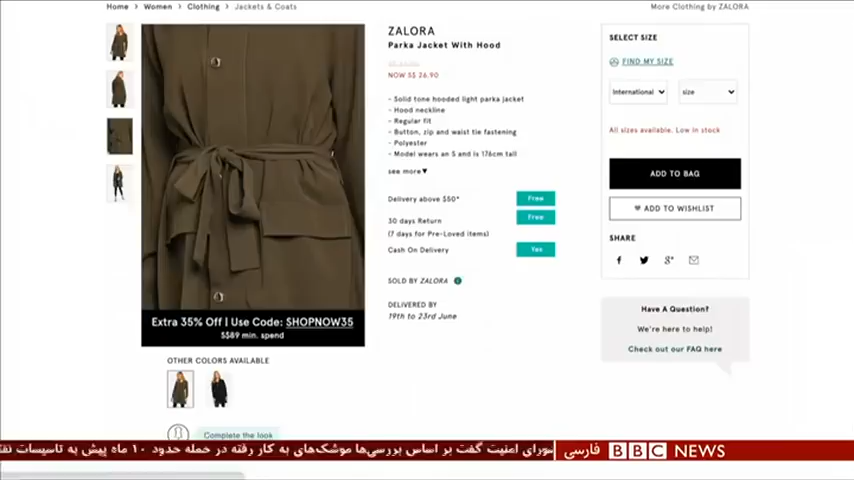 Home > Women > Clothing > Jackets & Coats
More Clothing by ZALORA
ZALORA
Parka Jacket With Hood
NOW S$ 26.90
- Solid tone hooded light parka jacket
- Hood neckline
- Regular fit
- Button, zip and waist tie fastening
- Polyester
- Model wears an S and is 176cm tall
see more▼
Delivery above $50* Free
30 days Return Free
(7 days for Pre-Loved items)
Cash On Delivery Yes
SOLD BY ZALORA
DELIVERED BY
19th to 23rd June
SELECT SIZE
FIND MY SIZE
International size
All sizes available. Low in stock
ADD TO BAG
ADD TO WISHLIST
SHARE
Have A Question?
We're here to help!
Check out our FAQ here
Extra 35% Off | Use Code: SHOPNOW35
S$89 min. spend
OTHER COLORS AVAILABLE
Complete the look
شورای امنیت گفت بر اساس بررسی‌ها موشک‌های به کار رفته در حمله حدود ۱۰ ماه پیش به تاسیسات
BBC NEWS فارسی